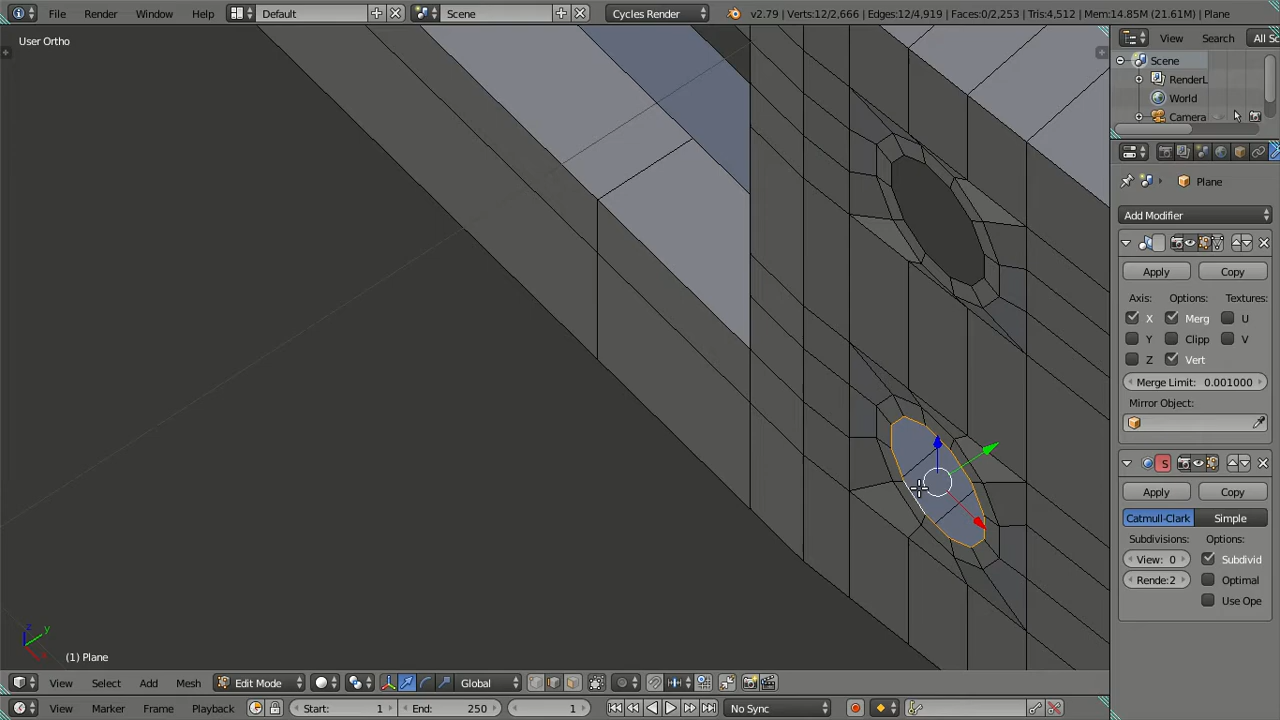 File Render Window Help Default Scene Cycles Render v2.79 | Verts:12/2,666 | Edges:12/4,919 | Faces:0/2,253 | Tris:4,512 | Mem:14.85M (21.61M) | Plane
User Ortho
View Search All Sc
Scene
RenderL
World
Camera
Plane
Add Modifier
Apply Copy
Axis: Options: Textures:
X Merg U
Y Clipp V
Z Vert
Merge Limit: 0.001000
Mirror Object:
S
Apply Copy
Catmull-Clark Simple
Subdivisions: Options:
View: 0 Subdivid
Rende:2 Optimal
Use Ope
z y
(1) Plane
View Select Add Mesh Edit Mode Global
View Marker Frame Playback Start: 1 End: 250 1 No Sync